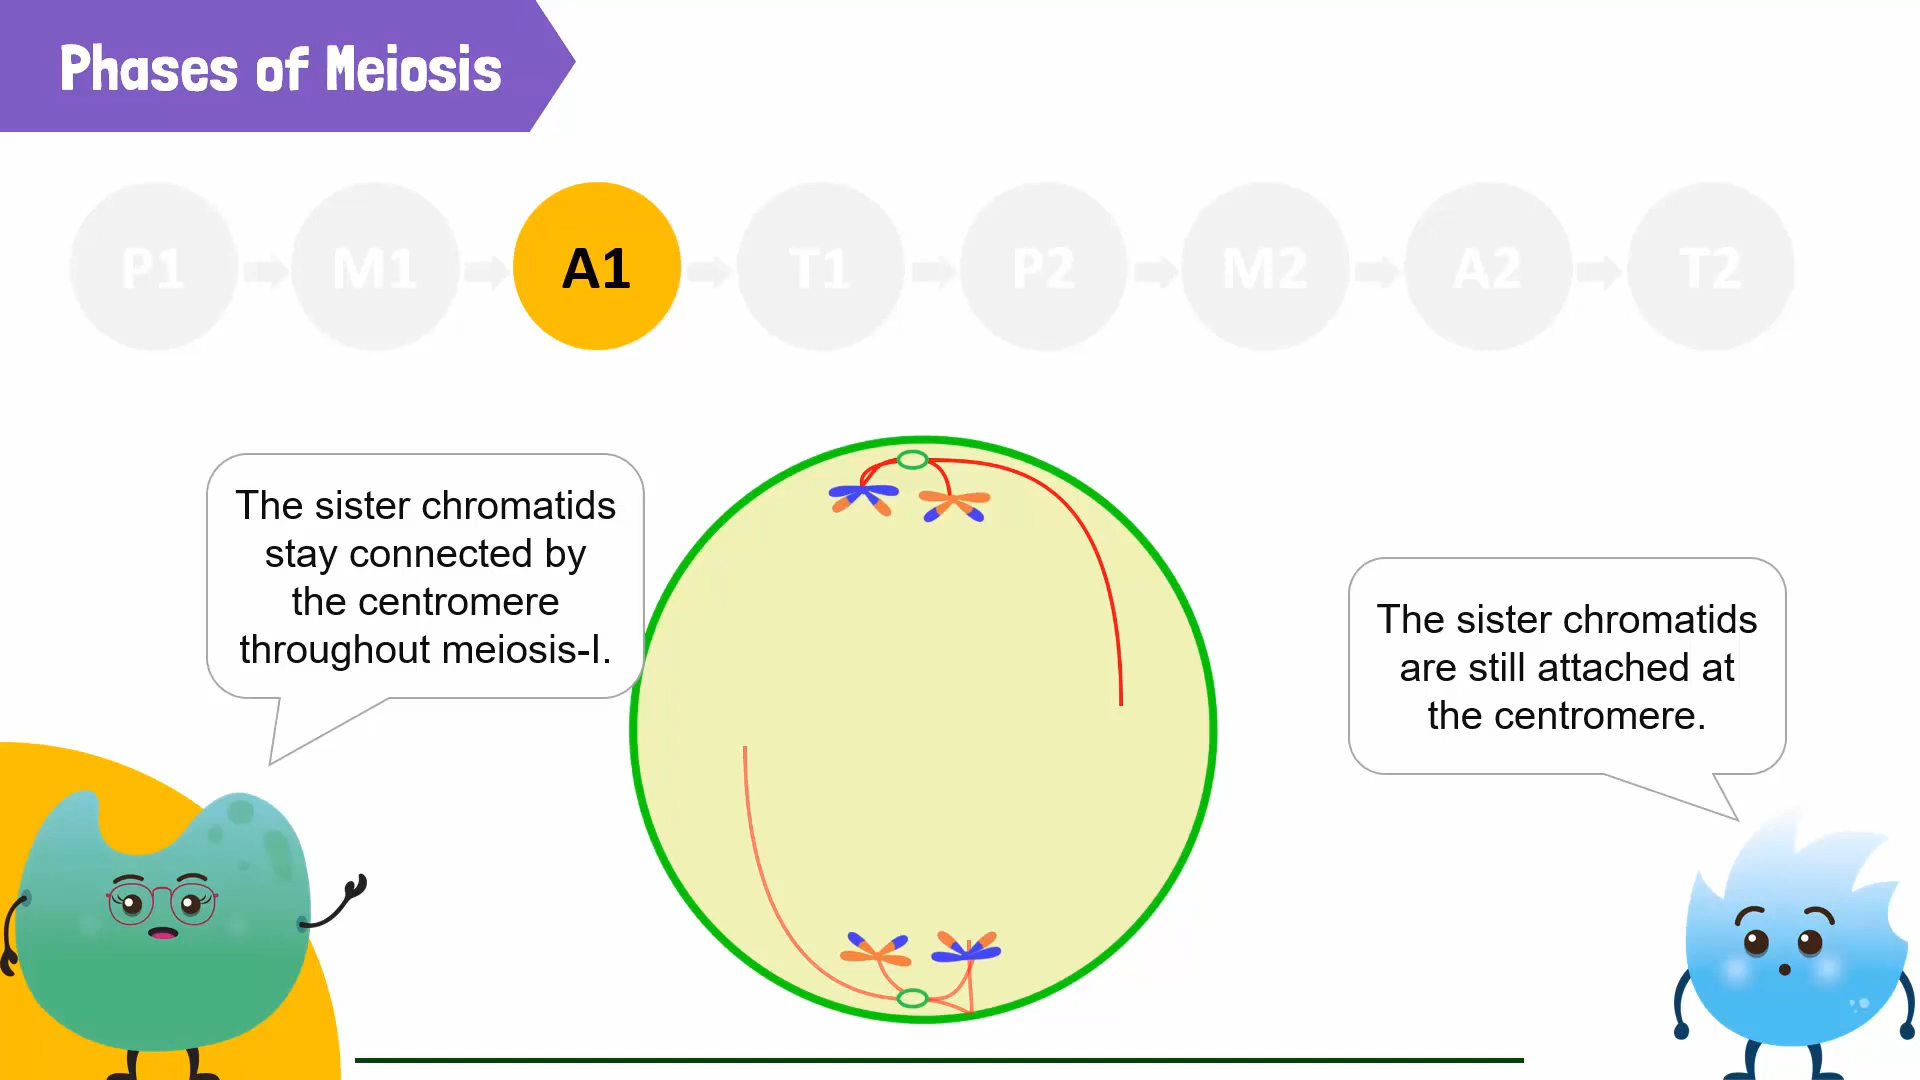 Phases of Meiosis
P1
M1
A1
T1
P2
M2
A2
T2
The sister chromatids
stay connected by
the centromere
throughout meiosis-I.
The sister chromatids
are still attached at
the centromere.